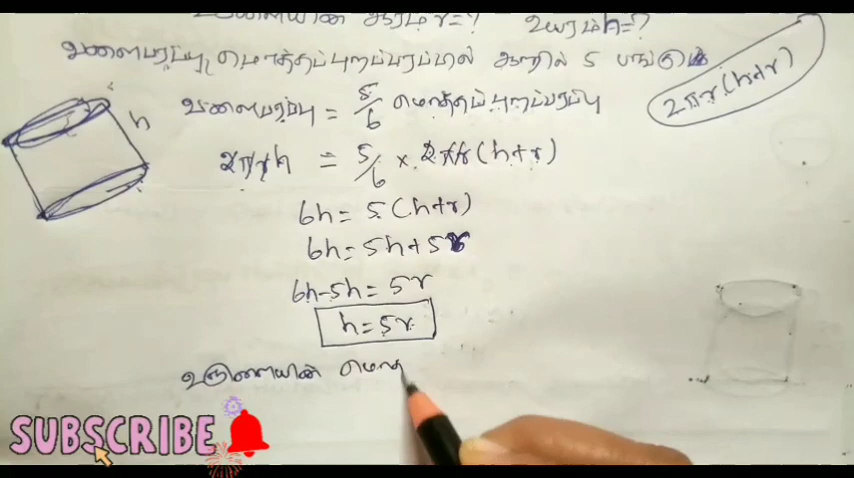 உருளையின் ஆரம் r=? உயரம் h=?
வளைபரப்பு, மொத்தப்புறப்பரப்பில் ஆறில் 5 பங்கு
2πr(h+r)
h
வளைபரப்பு = 5/6 மொத்தப் புறப்பரப்பு
2πrh = 5/6 × 2πr(h+r)
6h = 5(h+r)
6h = 5h + 5r
6h-5h = 5r
h = 5r
உருளையின் மொத
SUBSCRIBE